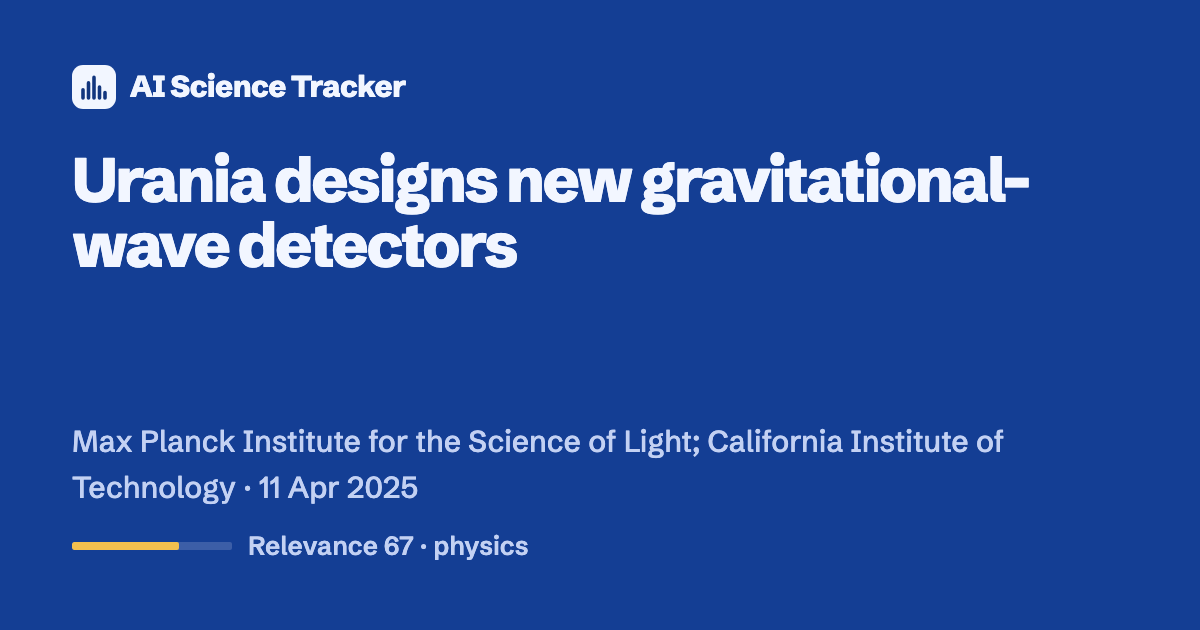 AI Science Tracker
Urania designs new gravitational-
wave detectors
Max Planck Institute for the Science of Light; California Institute of
Technology · 11 Apr 2025
Relevance 67 · physics